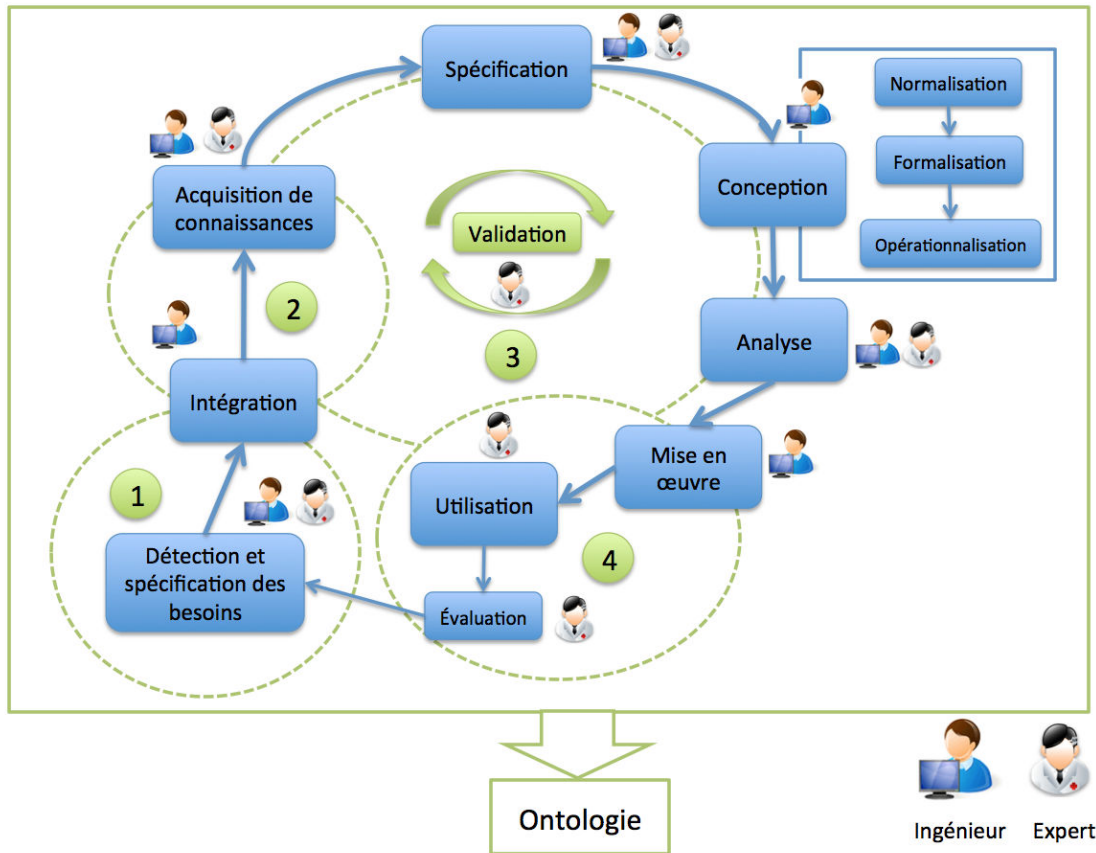 Spécification
Normalisation
Formalisation
Opérationnalisation
Conception
Acquisition de
connaissances
Validation
2
3
Analyse
Intégration
1
Mise en
œuvre
Utilisation
4
Détection et
spécification des
besoins
Évaluation
Ontologie
Ingénieur
Expert